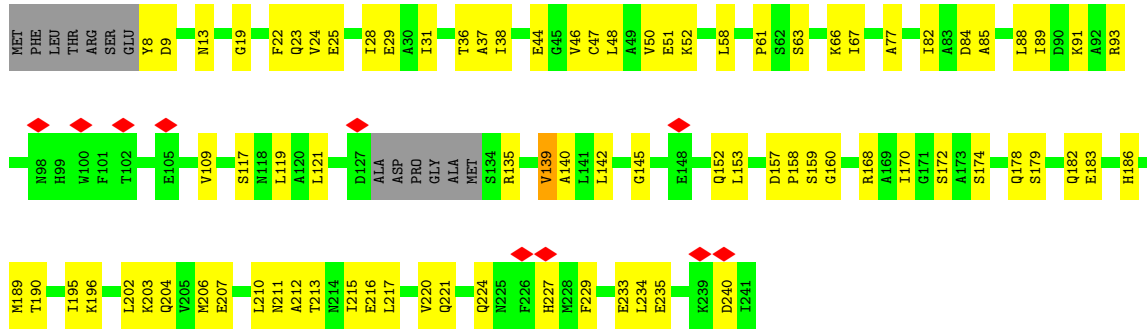 MET PHE LEU THR ARG SER GLU Y8 D9 N13 G19 F22 Q23 V24 E25 I28 E29 A30 I31 T36 A37 I38 E44 G45 V46 C47 L48 A49 V50 E51 K52 L58 P61 S62 S63 K66 I67 A77 I82 A83 D84 A85 L88 I89 D90 K91 A92 R93
N98 H99 W100 F101 T102 E105 V109 S117 N118 L119 A120 L121 D127 ALA ASP PRO GLY ALA MET S134 R135 V139 A140 L141 L142 G145 E148 Q152 L153 D157 P158 S159 G160 R168 A169 I170 G171 S172 A173 S174 Q178 S179 Q182 E183 H186
M189 T190 I195 K196 L202 K203 Q204 V205 M206 E207 L210 N211 A212 T213 N214 I215 E216 L217 V220 Q221 Q224 N225 F226 H227 M228 F229 E233 L234 E235 K239 D240 I241